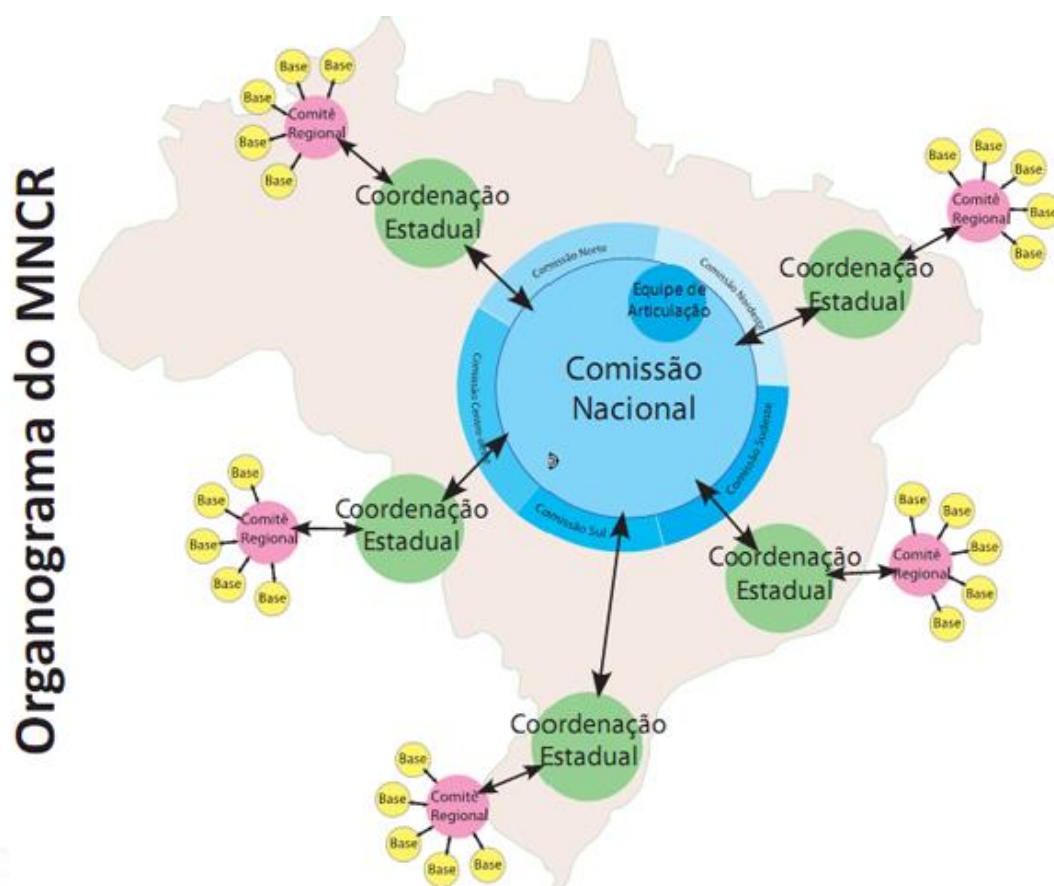 Organograma do MNCR
Base
Base
Base
Base
Base
Comitê
Regional
Coordenação
Estadual
Base
Base
Base
Base
Base
Comitê
Regional
Coordenação
Estadual
Comissão Norte
Comissão Nordeste
Equipe de
Articulação
Comissão
Nacional
Comissão Centro
Comissão Sudeste
Comissão Sul
Base
Base
Base
Base
Base
Comitê
Regional
Coordenação
Estadual
Base
Base
Base
Base
Base
Comitê
Regional
Coordenação
Estadual
Coordenação
Estadual
Base
Base
Base
Base
Base
Comitê
Regional